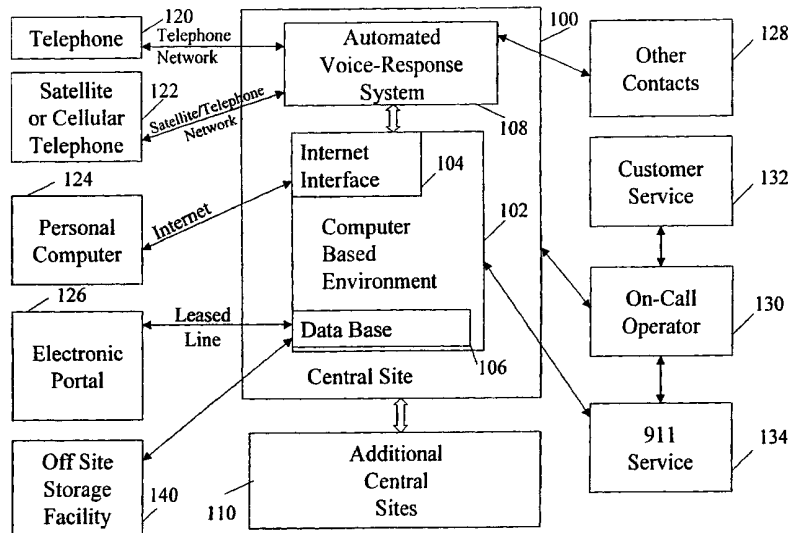 Telephone
120
Telephone
Network
Automated
Voice-Response
System
100
108
Other
Contacts
128
Satellite
or Cellular
Telephone
122
Satellite/Telephone
Network
Internet
Interface
104
Customer
Service
132
124
Personal
Computer
Internet
Computer
Based
Environment
102
126
Electronic
Portal
Leased
Line
Data Base
106
Central Site
On-Call
Operator
130
Off Site
Storage
Facility
140
Additional
Central
Sites
110
911
Service
134